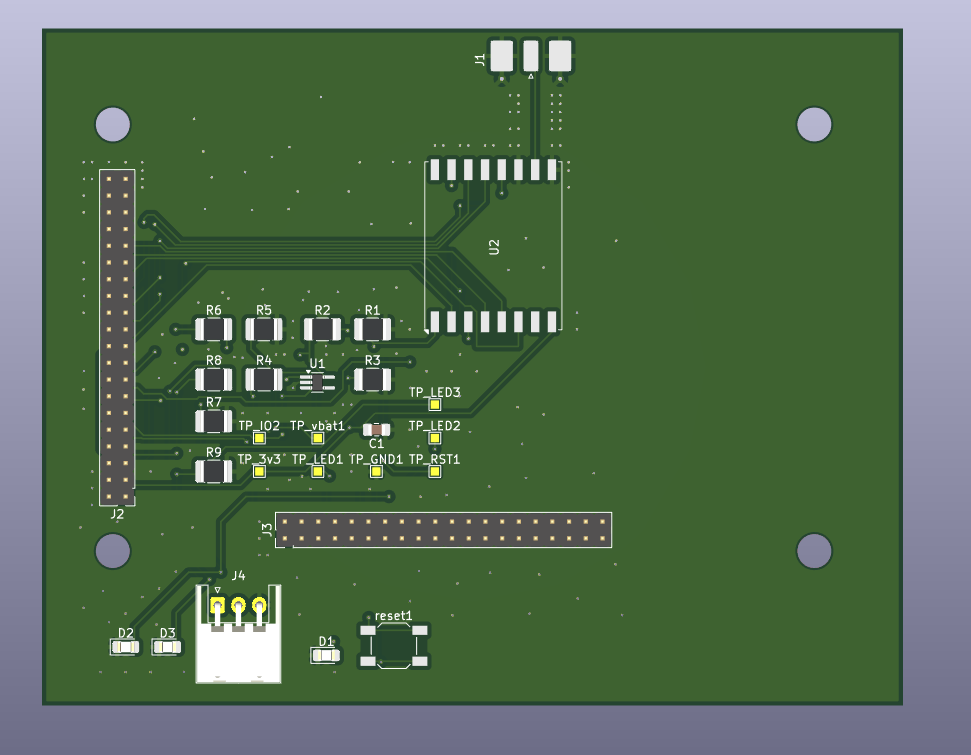 J1
U2
R6
R5
R2
R1
R8
R4
U1
R3
TP_LED3
R7
TP_IO2
TP_vbat1
C1
TP_LED2
R9
TP_3v3
TP_LED1
TP_GND1
TP_RST1
J2
J3
J4
reset1
D2
D3
D1